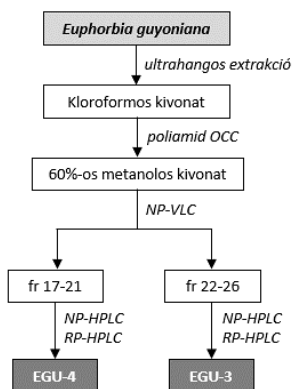 Euphorbia guyoniana
ultrahangos extrakció
Kloroformos kivonat
poliamid OCC
60%-os metanolos kivonat
NP-VLC
fr 17-21
fr 22-26
NP-HPLC
RP-HPLC
NP-HPLC
RP-HPLC
EGU-4
EGU-3